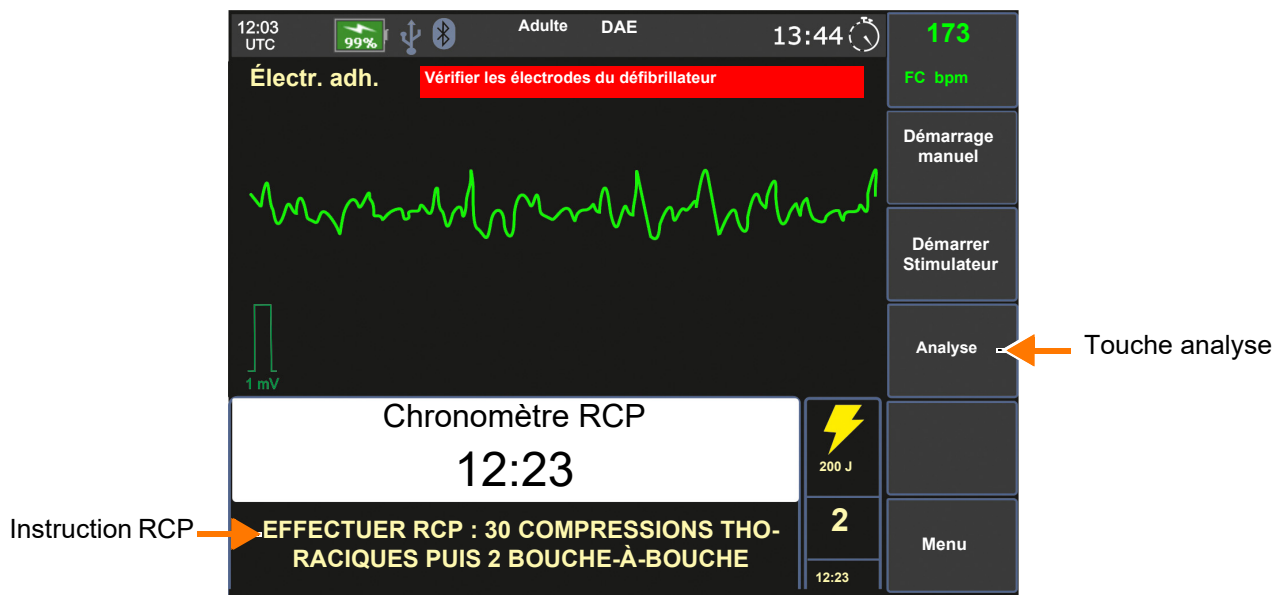 12:03
UTC
99%
Adulte
DAE
13:44
173
FC bpm
Électr. adh.
Vérifier les électrodes du défibrillateur
Démarrage
manuel
Démarrer
Stimulateur
Analyse
Touche analyse
1 mV
Chronomètre RCP
12:23
200 J
Instruction RCP
EFFECTUER RCP : 30 COMPRESSIONS THO-
RACIQUES PUIS 2 BOUCHE-À-BOUCHE
2
12:23
Menu